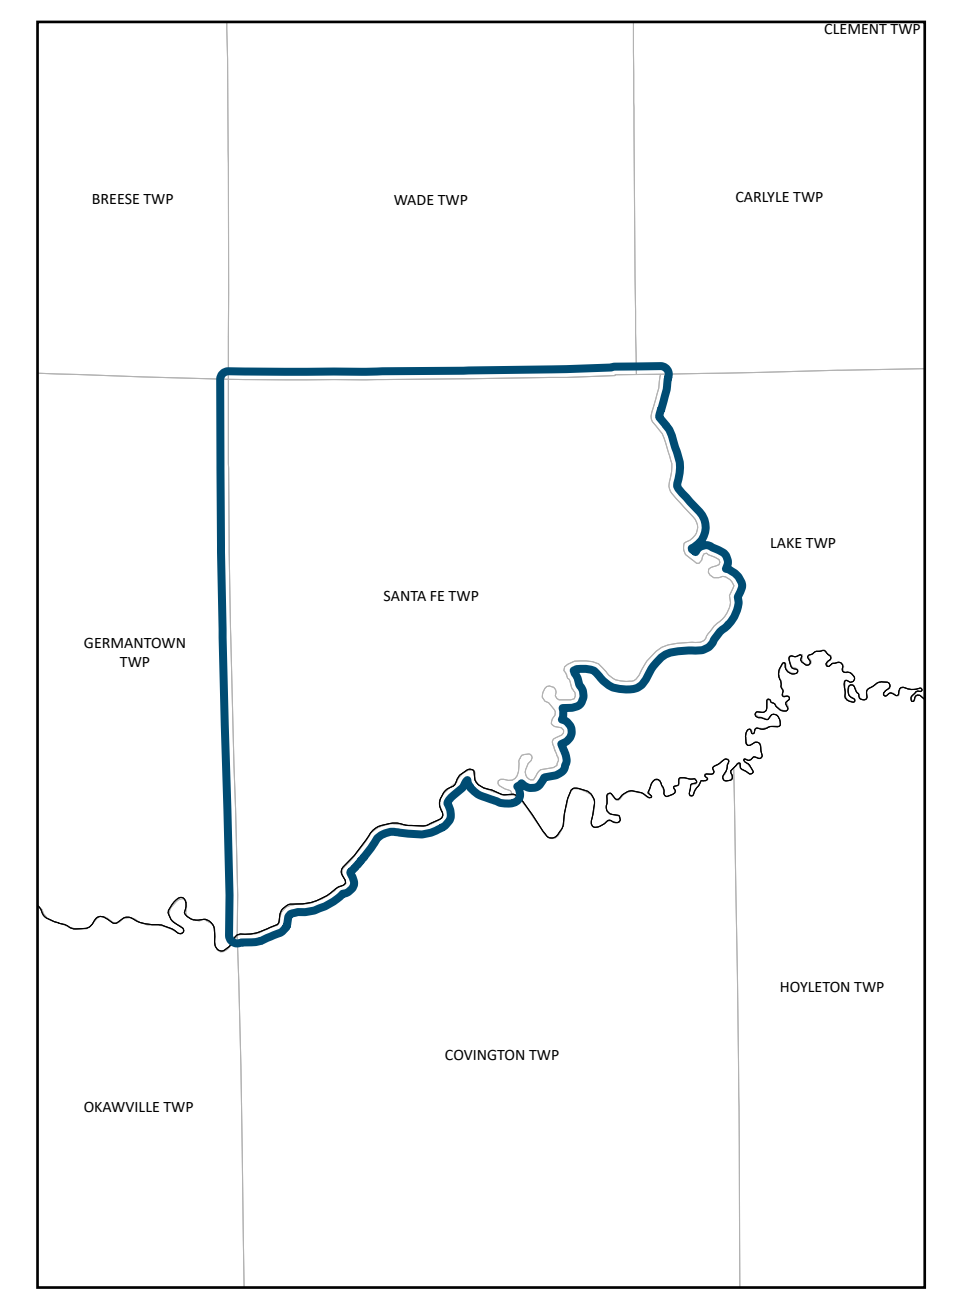 CLEMENT TWP
BREESE TWP
WADE TWP
CARLYLE TWP
LAKE TWP
SANTA FE TWP
GERMANTOWN
TWP
HOYLETON TWP
COVINGTON TWP
OKAWVILLE TWP